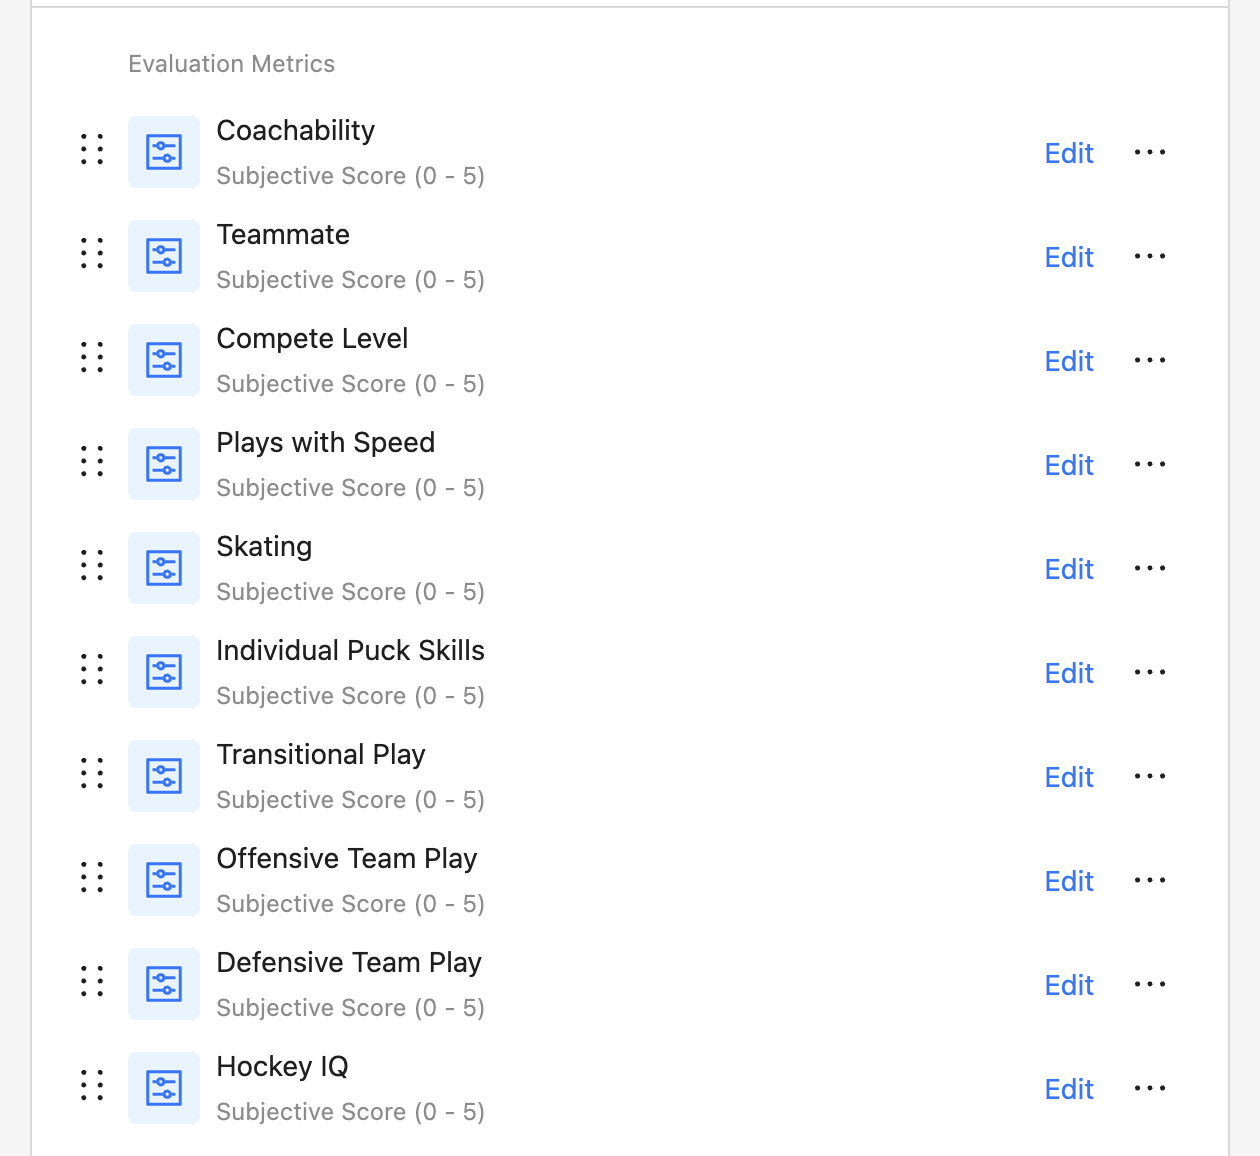 Evaluation Metrics
Coachability
Subjective Score (0 - 5)
Edit
Teammate
Subjective Score (0 - 5)
Edit
Compete Level
Subjective Score (0 - 5)
Edit
Plays with Speed
Subjective Score (0 - 5)
Edit
Skating
Subjective Score (0 - 5)
Edit
Individual Puck Skills
Subjective Score (0 - 5)
Edit
Transitional Play
Subjective Score (0 - 5)
Edit
Offensive Team Play
Subjective Score (0 - 5)
Edit
Defensive Team Play
Subjective Score (0 - 5)
Edit
Hockey IQ
Subjective Score (0 - 5)
Edit